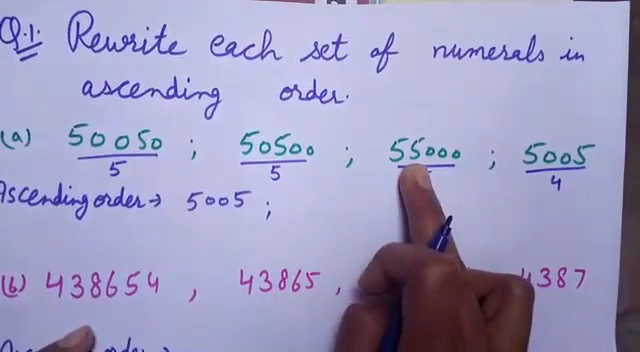 Q.1. Rewrite each set of numerals in
ascending order.
(a) 50050 ; 50500 ; 55000 ; 5005
5 5 4
Ascending order → 5005 ;
(b) 438654 , 43865 , 4387